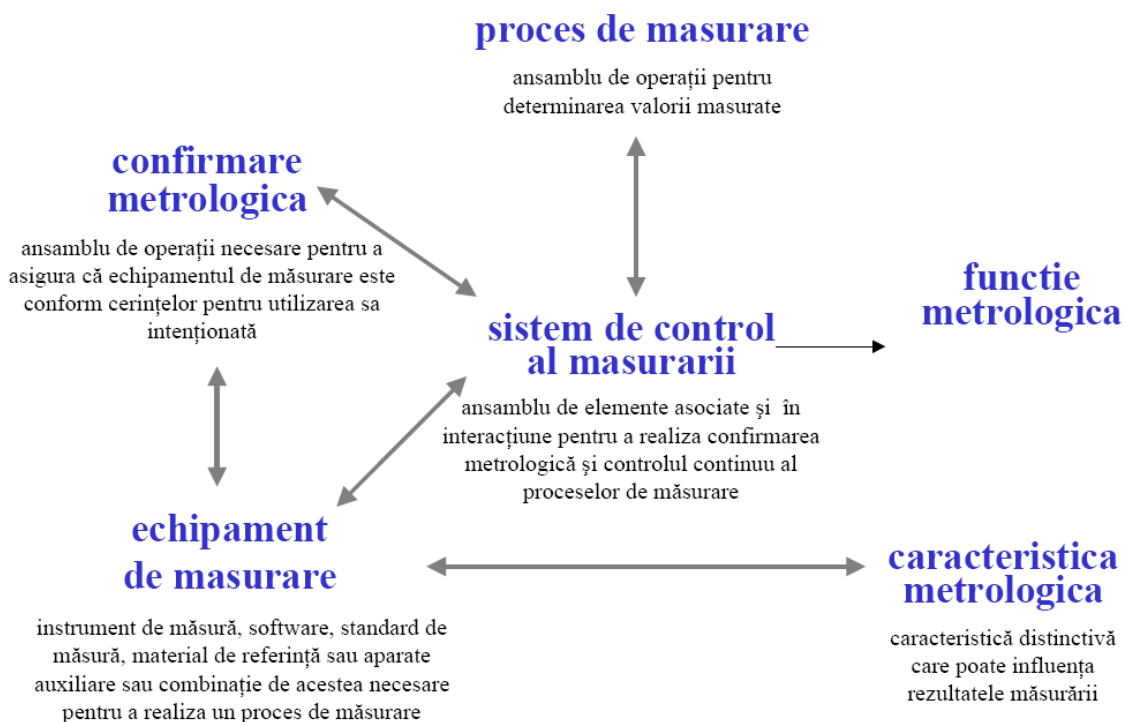 proces de masurare
ansamblu de operații pentru
determinarea valorii masurate
confirmare
metrologica
ansamblu de operații necesare pentru a
asigura că echipamentul de măsurare este
conform cerințelor pentru utilizarea sa
intenționată
functie
metrologica
sistem de control
al masurarii
ansamblu de elemente asociate şi în
interacțiune pentru a realiza confirmarea
metrologică şi controlul continuu al
proceselor de măsurare
echipament
de masurare
instrument de măsură, software, standard de
măsură, material de referință sau aparate
auxiliare sau combinație de acestea necesare
pentru a realiza un proces de măsurare
caracteristica
metrologica
caracteristică distinctivă
care poate influența
rezultatele măsurării